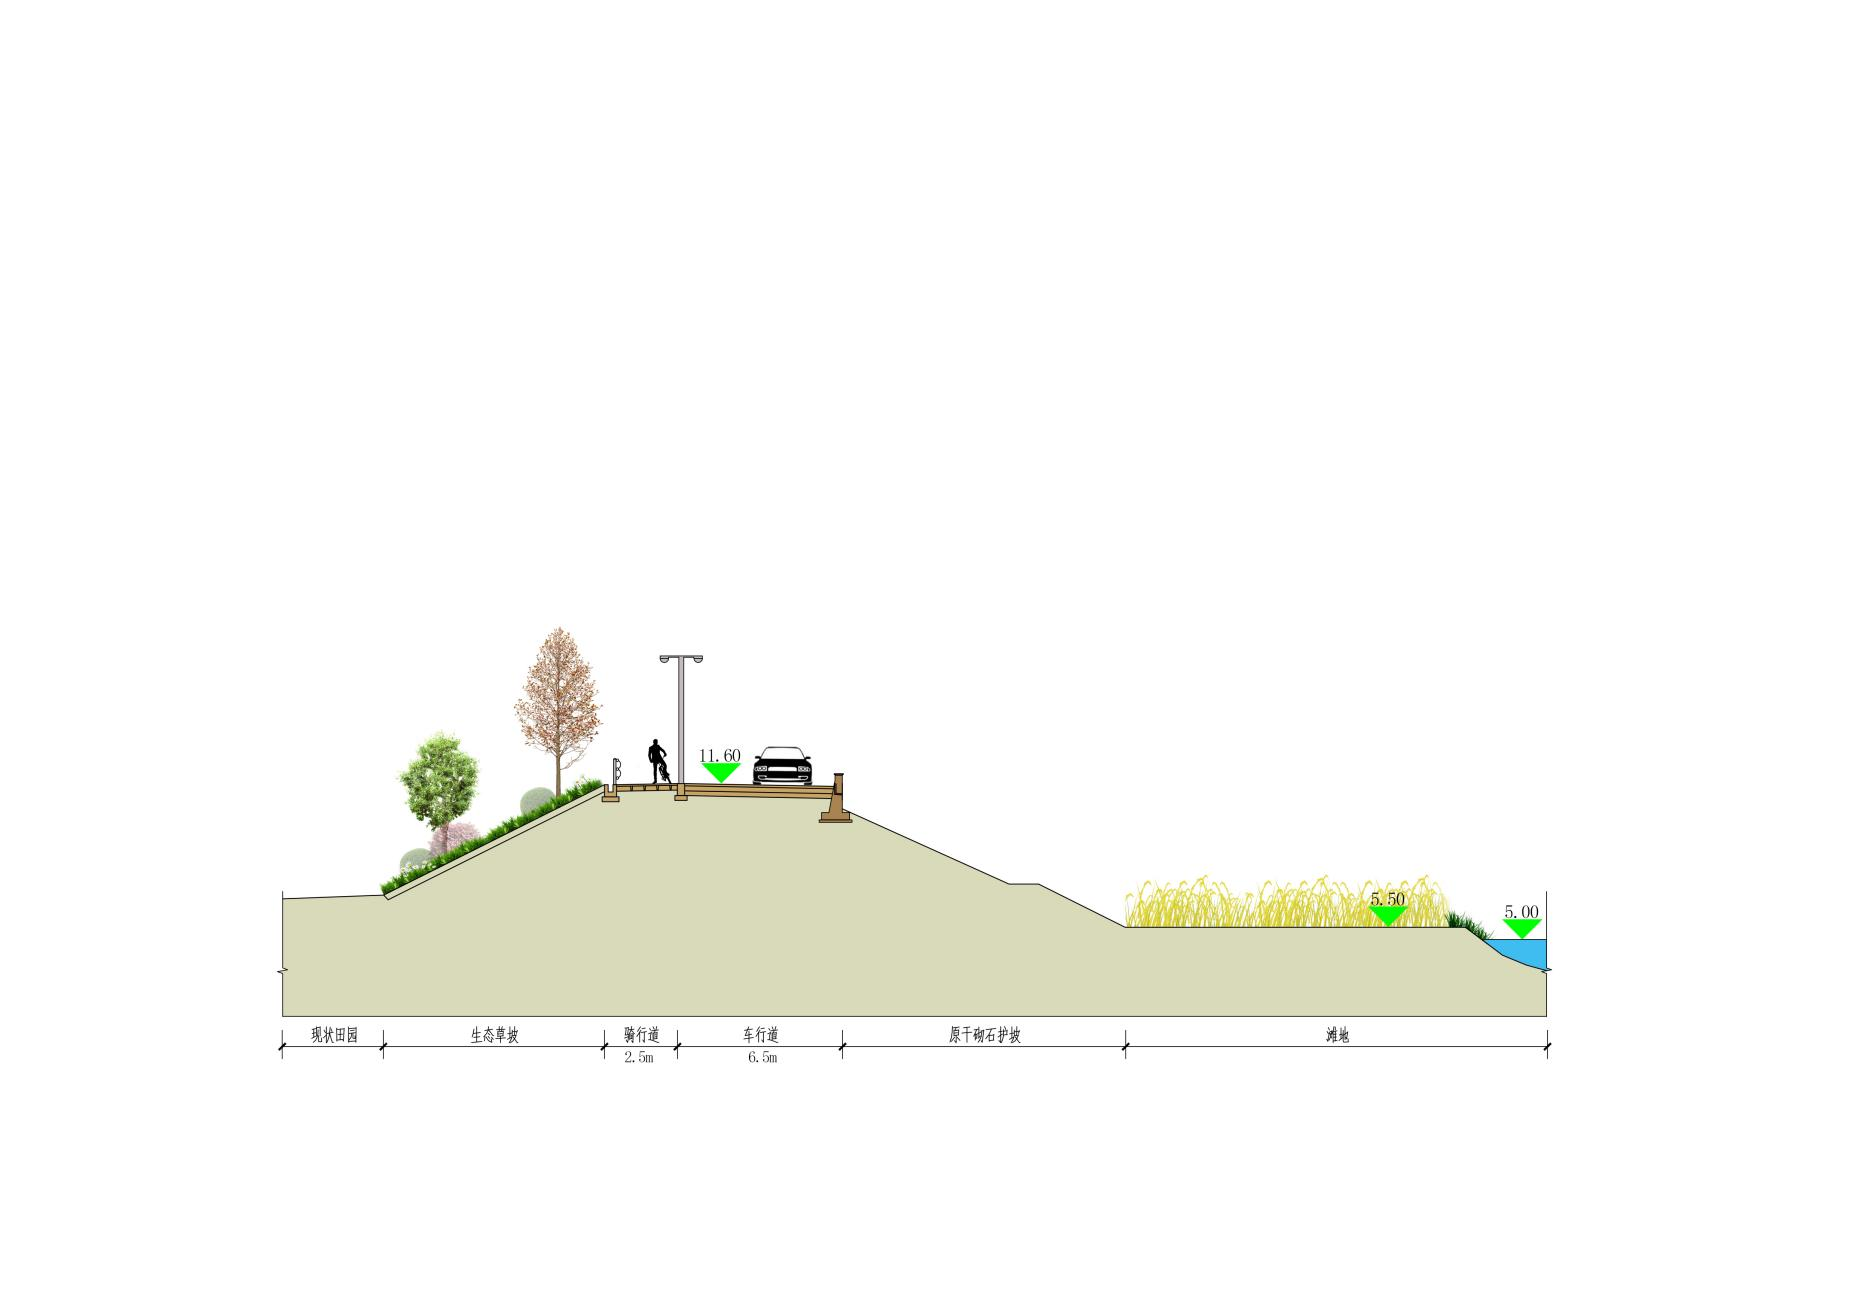 11.60
5.50
5.00
现状田园
生态草坡
骑行道
车行道
原干砌石护坡
滩地
2.5m
6.5m